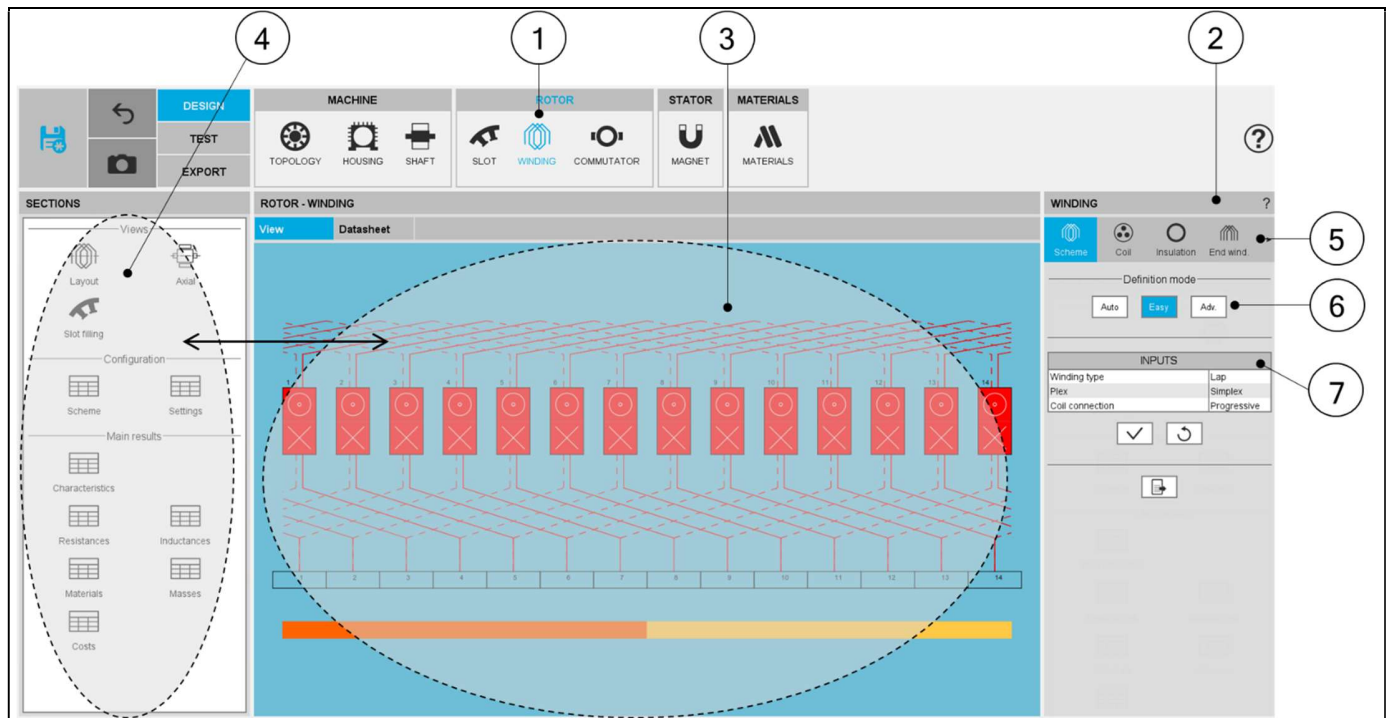 4
1
3
2
DESIGN
TEST
EXPORT
MACHINE
TOPOLOGY
HOUSING
SHAFT
ROTOR
SLOT
WINDING
COMMUTATOR
STATOR
MAGNET
MATERIALS
MATERIALS
?
SECTIONS
Views
Layout
Axial
Slot filling
Configuration
Scheme
Settings
Main results
Characteristics
Resistances
Inductances
Materials
Masses
Costs
ROTOR - WINDING
View Datasheet
1 2 3 4 5 6 7 8 9 10 11 12 13 14
1 2 3 4 5 6 7 8 9 10 11 12 13 14
WINDING ?
Scheme Coil Insulation End wind.
5
Definition mode
Auto Easy Adv.
6
INPUTS
7
Winding type Lap
Plex Simplex
Coil connection Progressive